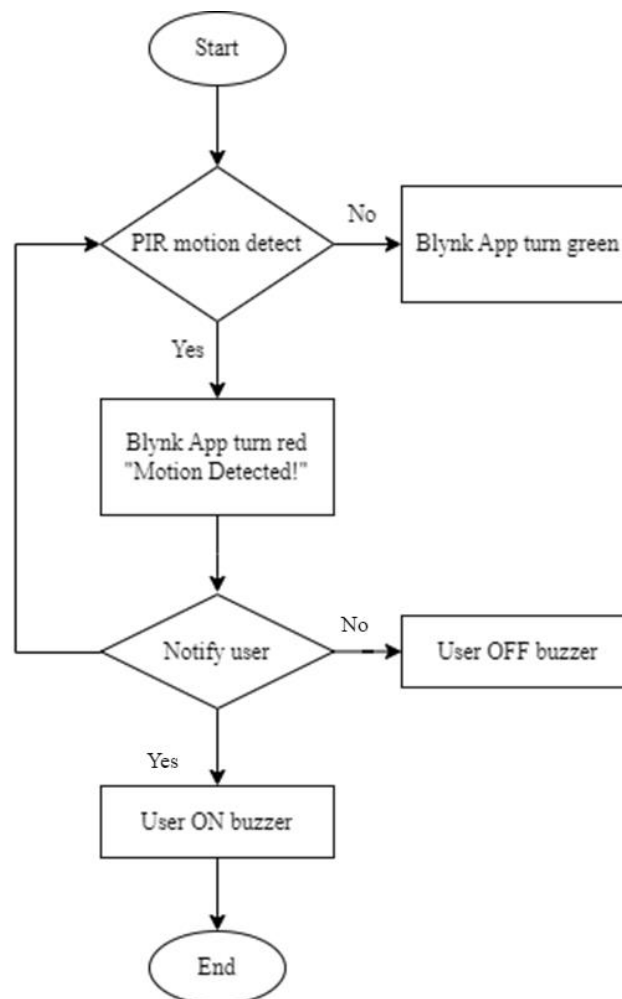 Start
PIR motion detect
No
Blynk App turn green
Yes
Blynk App turn red
"Motion Detected!"
Notify user
No
User OFF buzzer
Yes
User ON buzzer
End